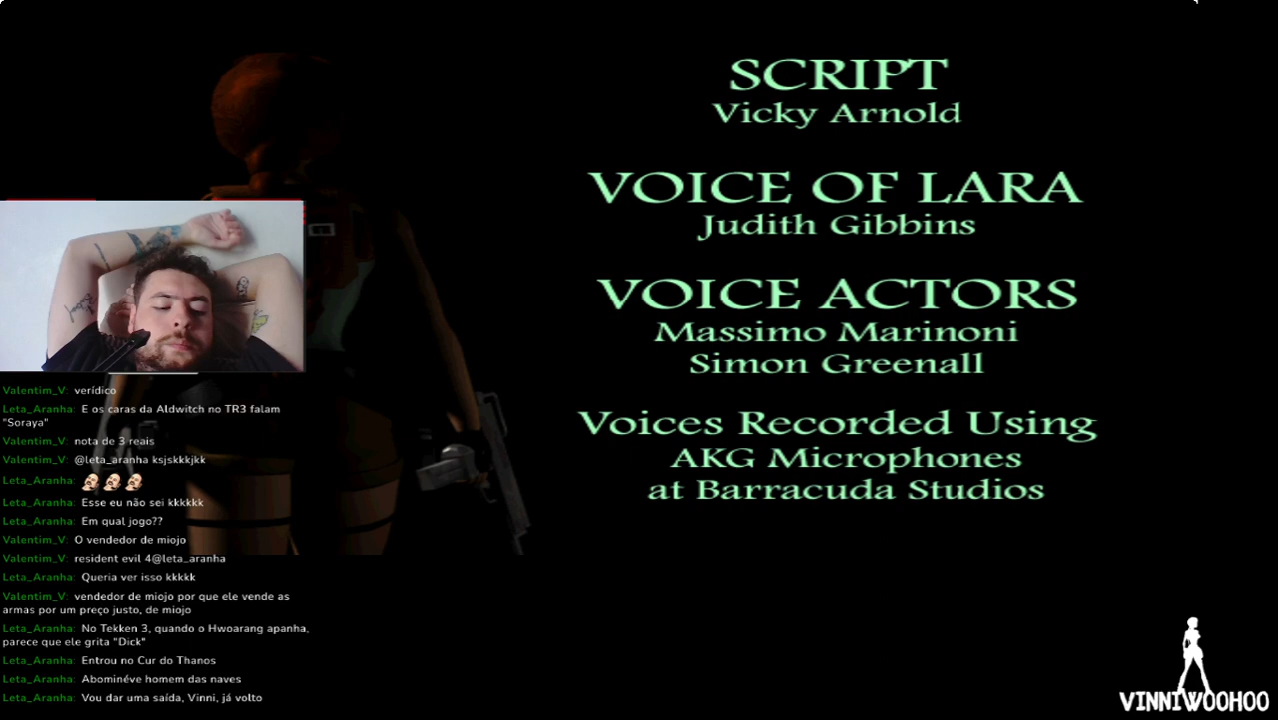 SCRIPT
Vicky Arnold
VOICE OF LARA
Judith Gibbins
VOICE ACTORS
Massimo Marinoni
Simon Greenall
Voices Recorded Using
AKG Microphones
at Barracuda Studios
Valentim_V: verídico
Leta_Aranha: E os caras da Aldwitch no TR3 falam
"Soraya"
Valentim_V: nota de 3 reais
Valentim_V: @leta_aranha ksjskkkjkk
Leta_Aranha:
Leta_Aranha: Esse eu não sei kkkkkk
Leta_Aranha: Em qual jogo??
Valentim_V: O vendedor de miojo
Valentim_V: resident evil 4@leta_aranha
Leta_Aranha: Queria ver isso kkkkk
Valentim_V: vendedor de miojo por que ele vende as
armas por um preço justo, de miojo
Leta_Aranha: No Tekken 3, quando o Hwoarang apanha,
parece que ele grita "Dick"
Leta_Aranha: Entrou no Cur do Thanos
Leta_Aranha: Abominéve homem das naves
Leta_Aranha: Vou dar uma saída, Vinni, já volto
VINNIWOOHOO